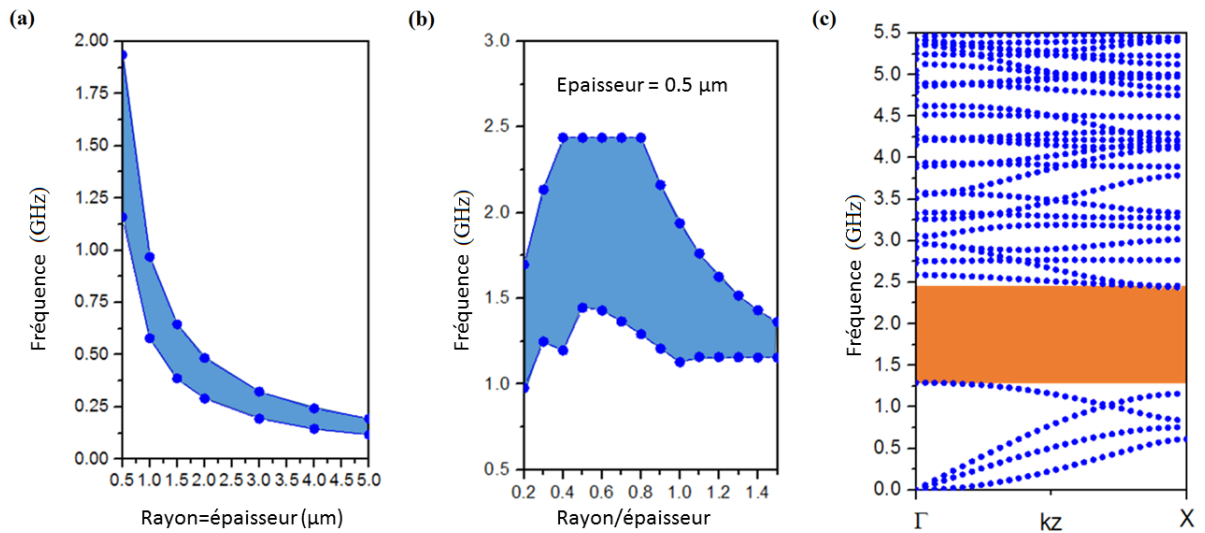 (a)
2.00
1.75
1.50
1.25
1.00
0.75
0.50
0.25
0.00
Fréquence (GHz)
0.5 1.0 1.5 2.0 2.5 3.0 3.5 4.0 4.5 5.0
Rayon=épaisseur (µm)
(b)
3.0
2.5
2.0
1.5
1.0
0.5
Fréquence (GHz)
Epaisseur = 0.5 µm
0.2 0.4 0.6 0.8 1.0 1.2 1.4
Rayon/épaisseur
(c)
5.5
5.0
4.5
4.0
3.5
3.0
2.5
2.0
1.5
1.0
0.5
0.0
Fréquence (GHz)
Γ kz X